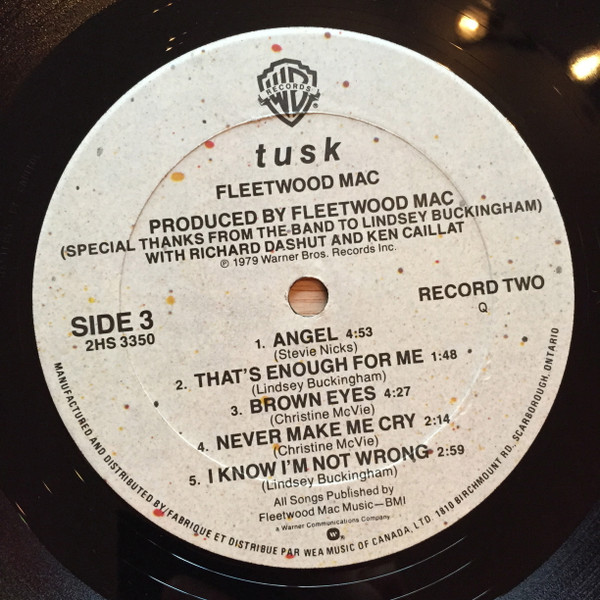 WB
RECORDS
tusk
FLEETWOOD MAC
PRODUCED BY FLEETWOOD MAC
(SPECIAL THANKS FROM THE BAND TO LINDSEY BUCKINGHAM)
WITH RICHARD DASHUT AND KEN CAILLAT
℗ 1979 Warner Bros. Records Inc.
SIDE 3
2HS 3350
RECORD TWO
Q
1. ANGEL 4:53
(Stevie Nicks)
2. THAT'S ENOUGH FOR ME 1:48
(Lindsey Buckingham)
3. BROWN EYES 4:27
(Christine McVie)
4. NEVER MAKE ME CRY 2:14
(Christine McVie)
5. I KNOW I'M NOT WRONG 2:59
(Lindsey Buckingham)
All Songs Published by
Fleetwood Mac Music—BMI
a Warner Communications Company
MANUFACTURED AND DISTRIBUTED BY/FABRIQUE ET DISTRIBUE PAR WEA MUSIC OF CANADA, LTD. 1810 BIRCHMOUNT RD., SCARBOROUGH, ONTARIO